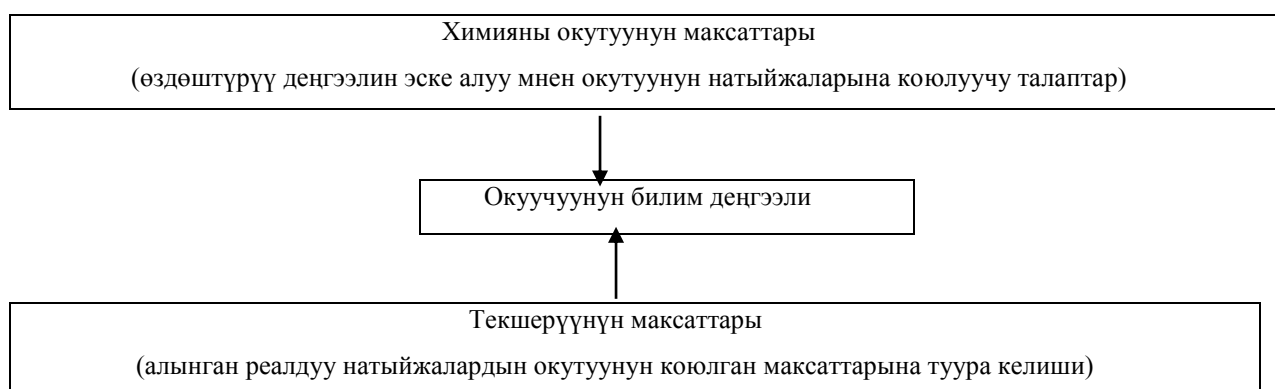 Химияны окутуунун максаттары
(өздөштүрүү деңгээлин эске алуу мнен окутуунун натыйжаларына коюлуучу талаптар)
Окуучуунун билим деңгээли
Текшерүүнүн максаттары
(алынган реалдуу натыйжалардын окутуунун коюлган максаттарына туура келиши)